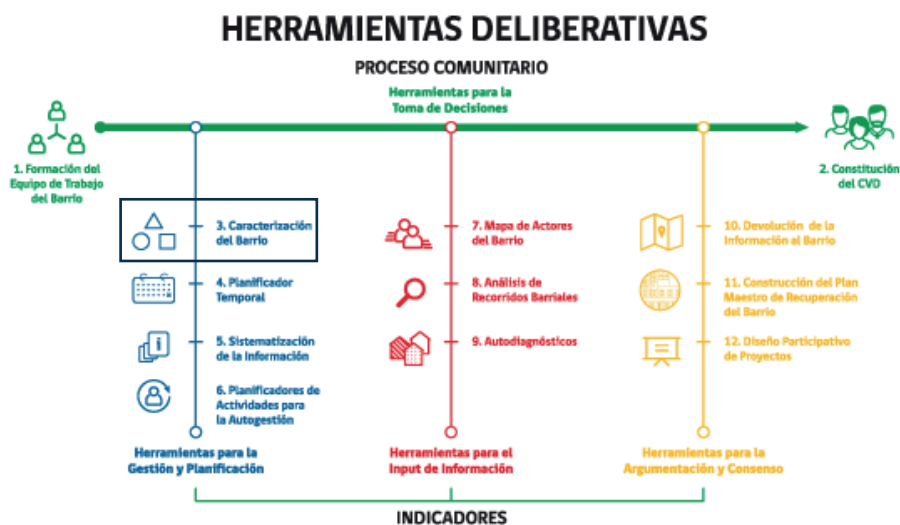 HERRAMIENTAS DELIBERATIVAS
PROCESO COMUNITARIO
Herramientas para la
Toma de Decisiones
1. Formación del
Equipo de Trabajo
del Barrio
2. Constitución
del CVD
3. Caracterización
del Barrio
4. Planificador
Temporal
5. Sistematización
de la Información
6. Planificadores de
Actividades para
la Autogestión
Herramientas para la
Gestión y Planificación
7. Mapa de Actores
del Barrio
8. Análisis de
Recorridos Barriales
9. Autodiagnósticos
Herramientas para el
Input de Información
10. Devolución de la
Información al Barrio
11. Construcción del Plan
Maestro de Recuperación
del Barrio
12. Diseño Participativo
de Proyectos
Herramientas para la
Argumentación y Consenso
INDICADORES